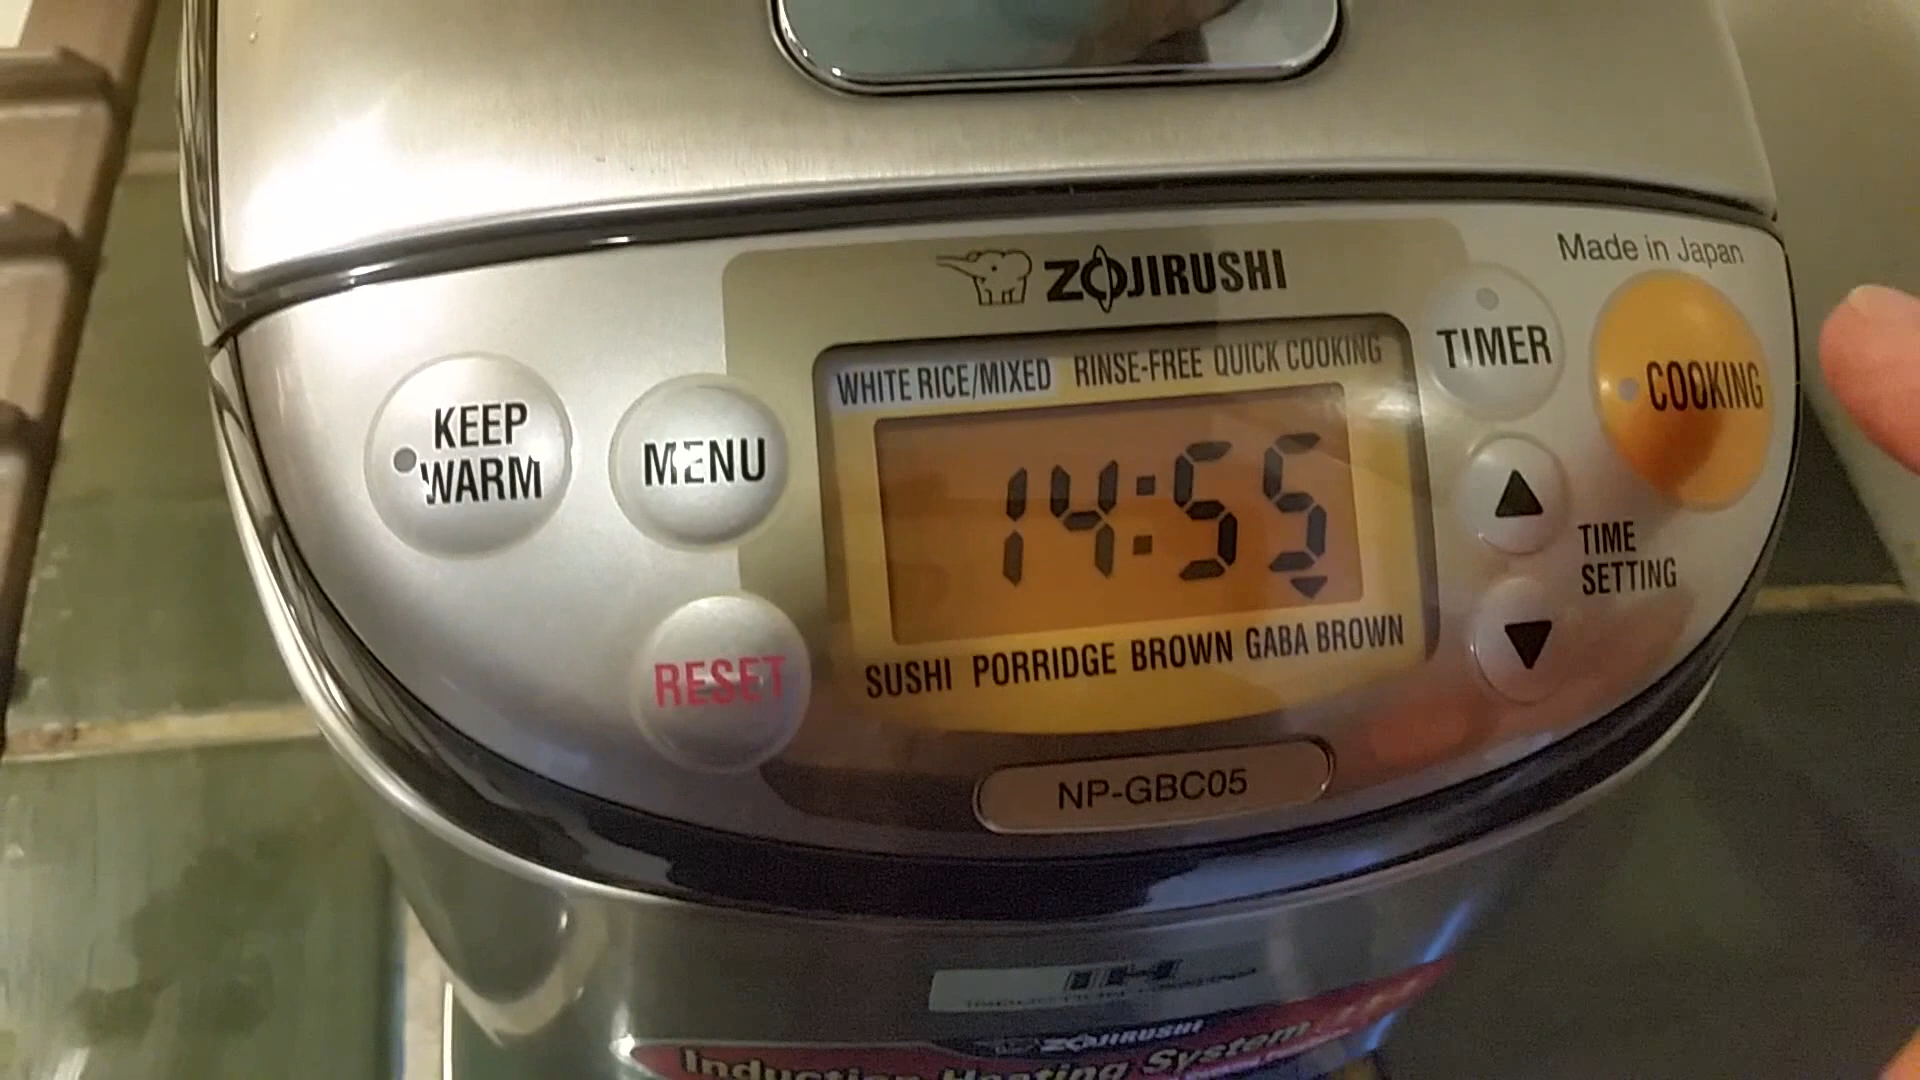 ZOJIRUSHI
Made in Japan
WHITE RICE/MIXED RINSE-FREE QUICK COOKING
TIMER
COOKING
KEEP
WARM
MENU
14:55
TIME
SETTING
RESET
SUSHI PORRIDGE BROWN GABA BROWN
NP-GBC05
IH
ZOJIRUSHI
Induction Heating System